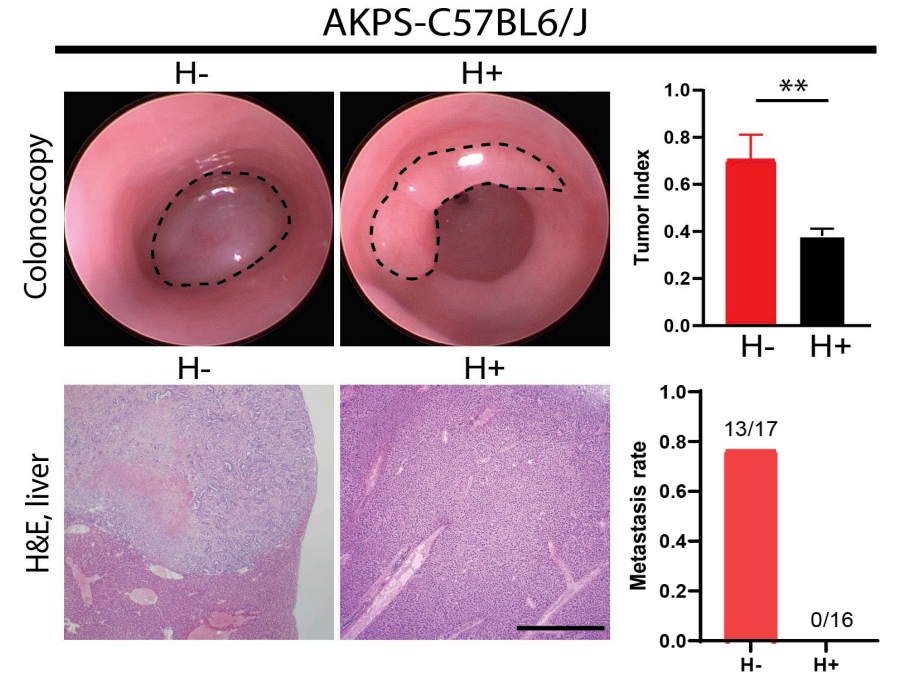 AKPS-C57BL6/J
H-
H+
Colonoscopy
1.0
0.8
0.6
0.4
0.2
0.0
Tumor Index
**
H-
H+
H-
H+
H&E, liver
1.0
0.8
0.6
0.4
0.2
0.0
Metastasis rate
13/17
0/16
H-
H+